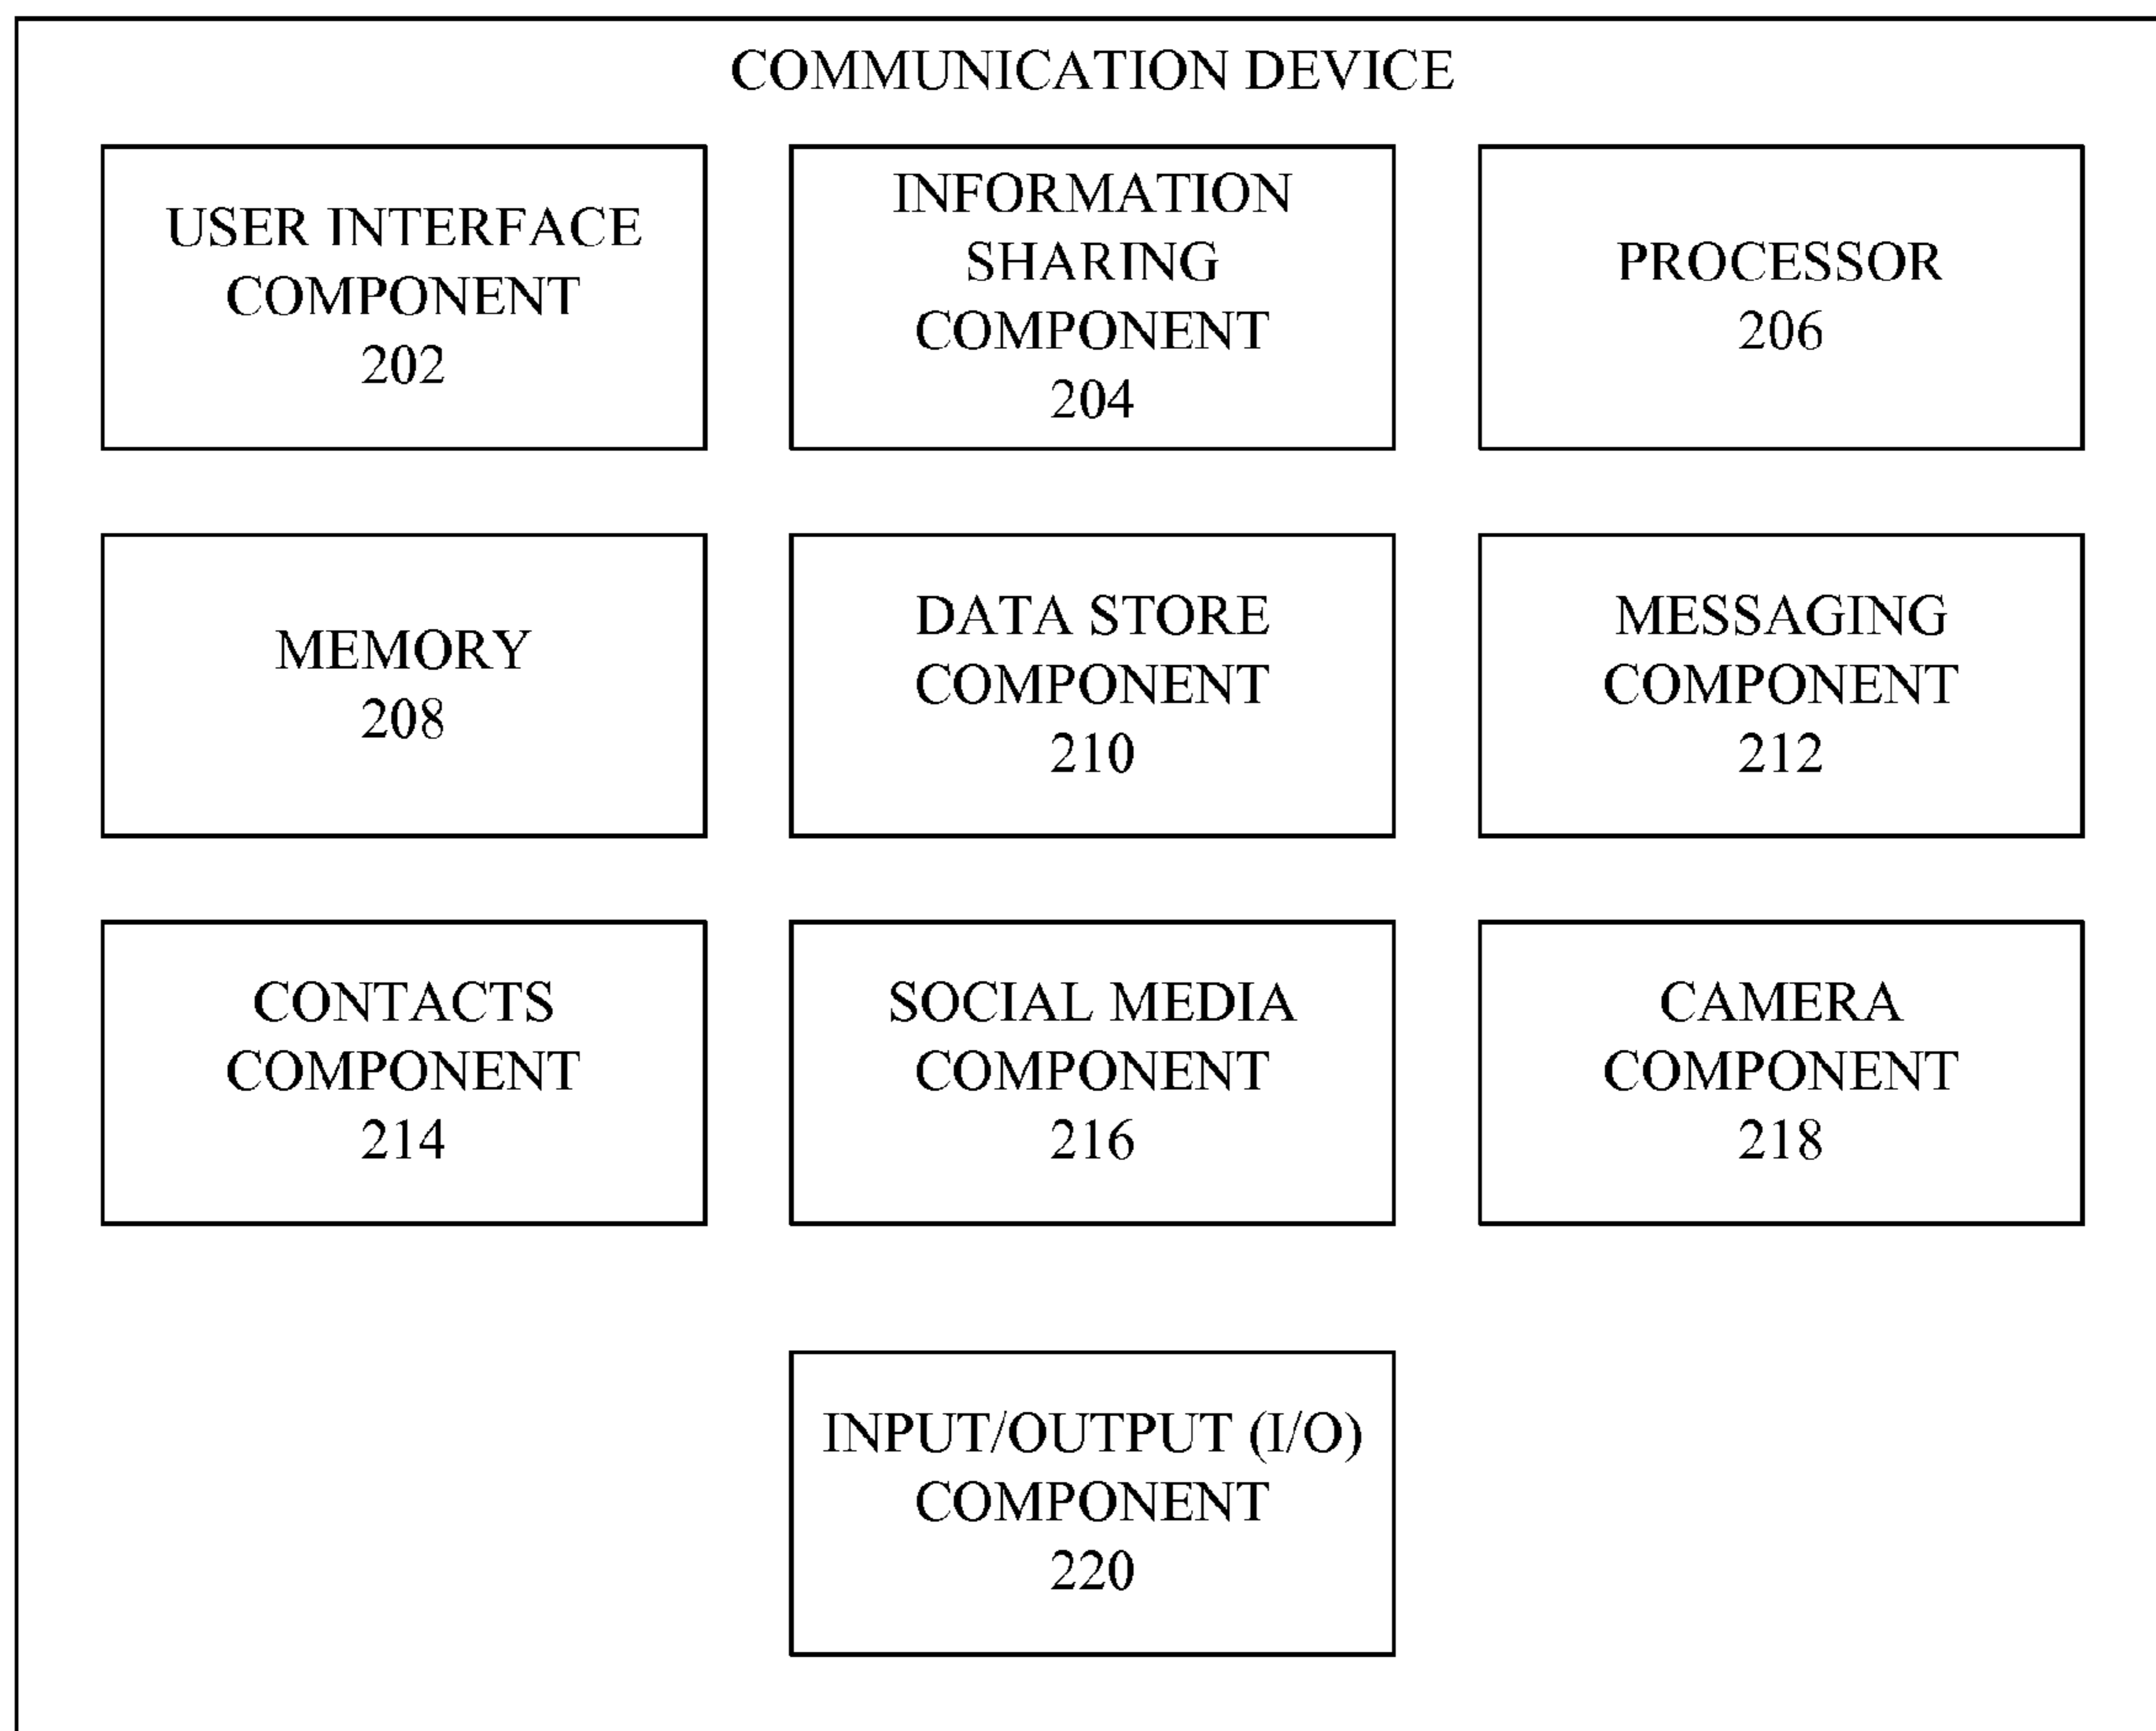 COMMUNICATION DEVICE
USER INTERFACE
COMPONENT
202
INFORMATION
SHARING
COMPONENT
204
PROCESSOR
206
MEMORY
208
DATA STORE
COMPONENT
210
MESSAGING
COMPONENT
212
CONTACTS
COMPONENT
214
SOCIAL MEDIA
COMPONENT
216
CAMERA
COMPONENT
218
INPUT/OUTPUT (I/O)
COMPONENT
220